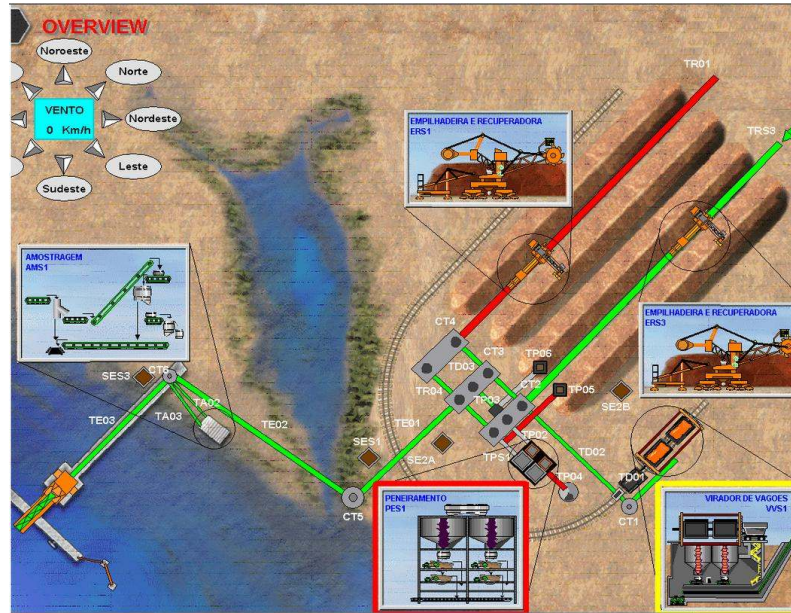 OVERVIEW
Noroeste
Norte
VENTO
0 Km/h
Nordeste
Leste
Sudeste
TR01
TRS3
EMPILHADEIRA E RECUPERADORA
ERS1
AMOSTRAGEM
AMS1
EMPILHADEIRA E RECUPERADORA
ERS3
CT4
CT3
TD03
TP06
CT2
TP05
CT6
SES3
TR04
TP03
SE2B
TA02
TA03
TE03
TE02
TE01
SES1
SE2A
TP02
TPS1
TD02
TP04
TD01
CT5
CT1
PENEIRAMENTO
PES1
VIRADOR DE VAGOES
VVS1